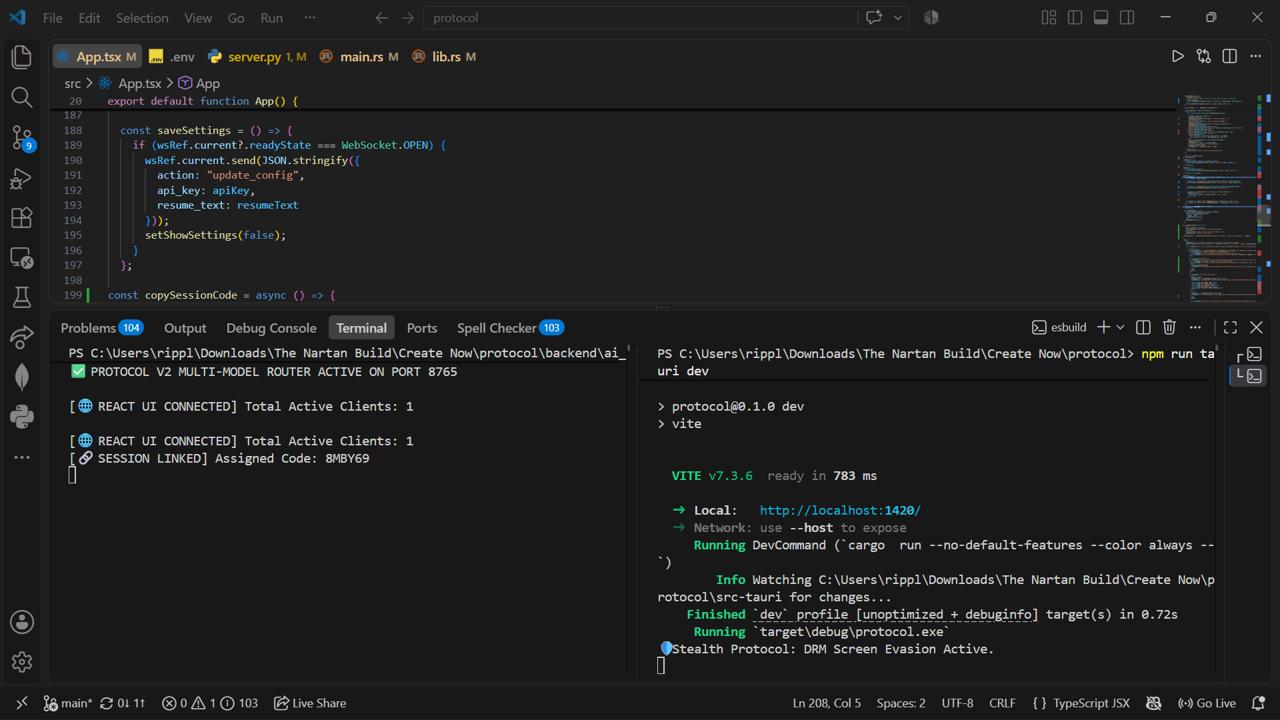 File Edit Selection View Go Run ··· protocol
App.tsx M .env server.py 1, M main.rs M lib.rs M
src > App.tsx > App
20 export default function App() {
187
188 const saveSettings = () => {
189 if (wsRef.current?.readyState === WebSocket.OPEN) {
190 wsRef.current.send(JSON.stringify({
191 action: "update_config",
192 api_key: apiKey,
193 resume_text: resumeText
194 }));
195 setShowSettings(false);
196 }
197 };
198
199 const copySessionCode = async () => {
9
Problems 104 Output Debug Console Terminal Ports Spell Checker 103 esbuild
PS C:\Users\rippl\Downloads\The Nartan Build\Create Now\protocol\backend\ai_
✅ PROTOCOL V2 MULTI-MODEL ROUTER ACTIVE ON PORT 8765
[🌐 REACT UI CONNECTED] Total Active Clients: 1
[🌐 REACT UI CONNECTED] Total Active Clients: 1
[🔗 SESSION LINKED] Assigned Code: 8MBY69
PS C:\Users\rippl\Downloads\The Nartan Build\Create Now\protocol> npm run ta
uri dev
> protocol@0.1.0 dev
> vite
VITE v7.3.6 ready in 783 ms
➜ Local: http://localhost:1420/
➜ Network: use --host to expose
Running DevCommand (`cargo run --no-default-features --color always --
`)
Info Watching C:\Users\rippl\Downloads\The Nartan Build\Create Now\p
rotocol\src-tauri for changes...
Finished `dev` profile [unoptimized + debuginfo] target(s) in 0.72s
Running `target\debug\protocol.exe`
🛡️Stealth Protocol: DRM Screen Evasion Active.
main* 0↓ 1↑ 0 1 103 Live Share Ln 208, Col 5 Spaces: 2 UTF-8 CRLF {} TypeScript JSX Go Live